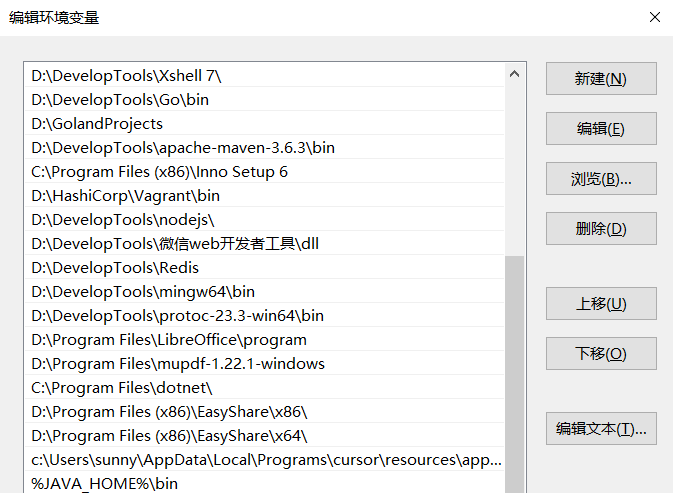 编辑环境变量
D:\DevelopTools\Xshell 7\
D:\DevelopTools\Go\bin
D:\GolandProjects
D:\DevelopTools\apache-maven-3.6.3\bin
C:\Program Files (x86)\Inno Setup 6
D:\HashiCorp\Vagrant\bin
D:\DevelopTools\nodejs\
D:\DevelopTools\微信web开发者工具\dll
D:\DevelopTools\Redis
D:\DevelopTools\mingw64\bin
D:\DevelopTools\protoc-23.3-win64\bin
D:\Program Files\LibreOffice\program
D:\Program Files\mupdf-1.22.1-windows
C:\Program Files\dotnet\
D:\Program Files (x86)\EasyShare\x86\
D:\Program Files (x86)\EasyShare\x64\
c:\Users\sunny\AppData\Local\Programs\cursor\resources\app...
%JAVA_HOME%\bin
新建(N)
编辑(E)
浏览(B)...
删除(D)
上移(U)
下移(O)
编辑文本(T)...